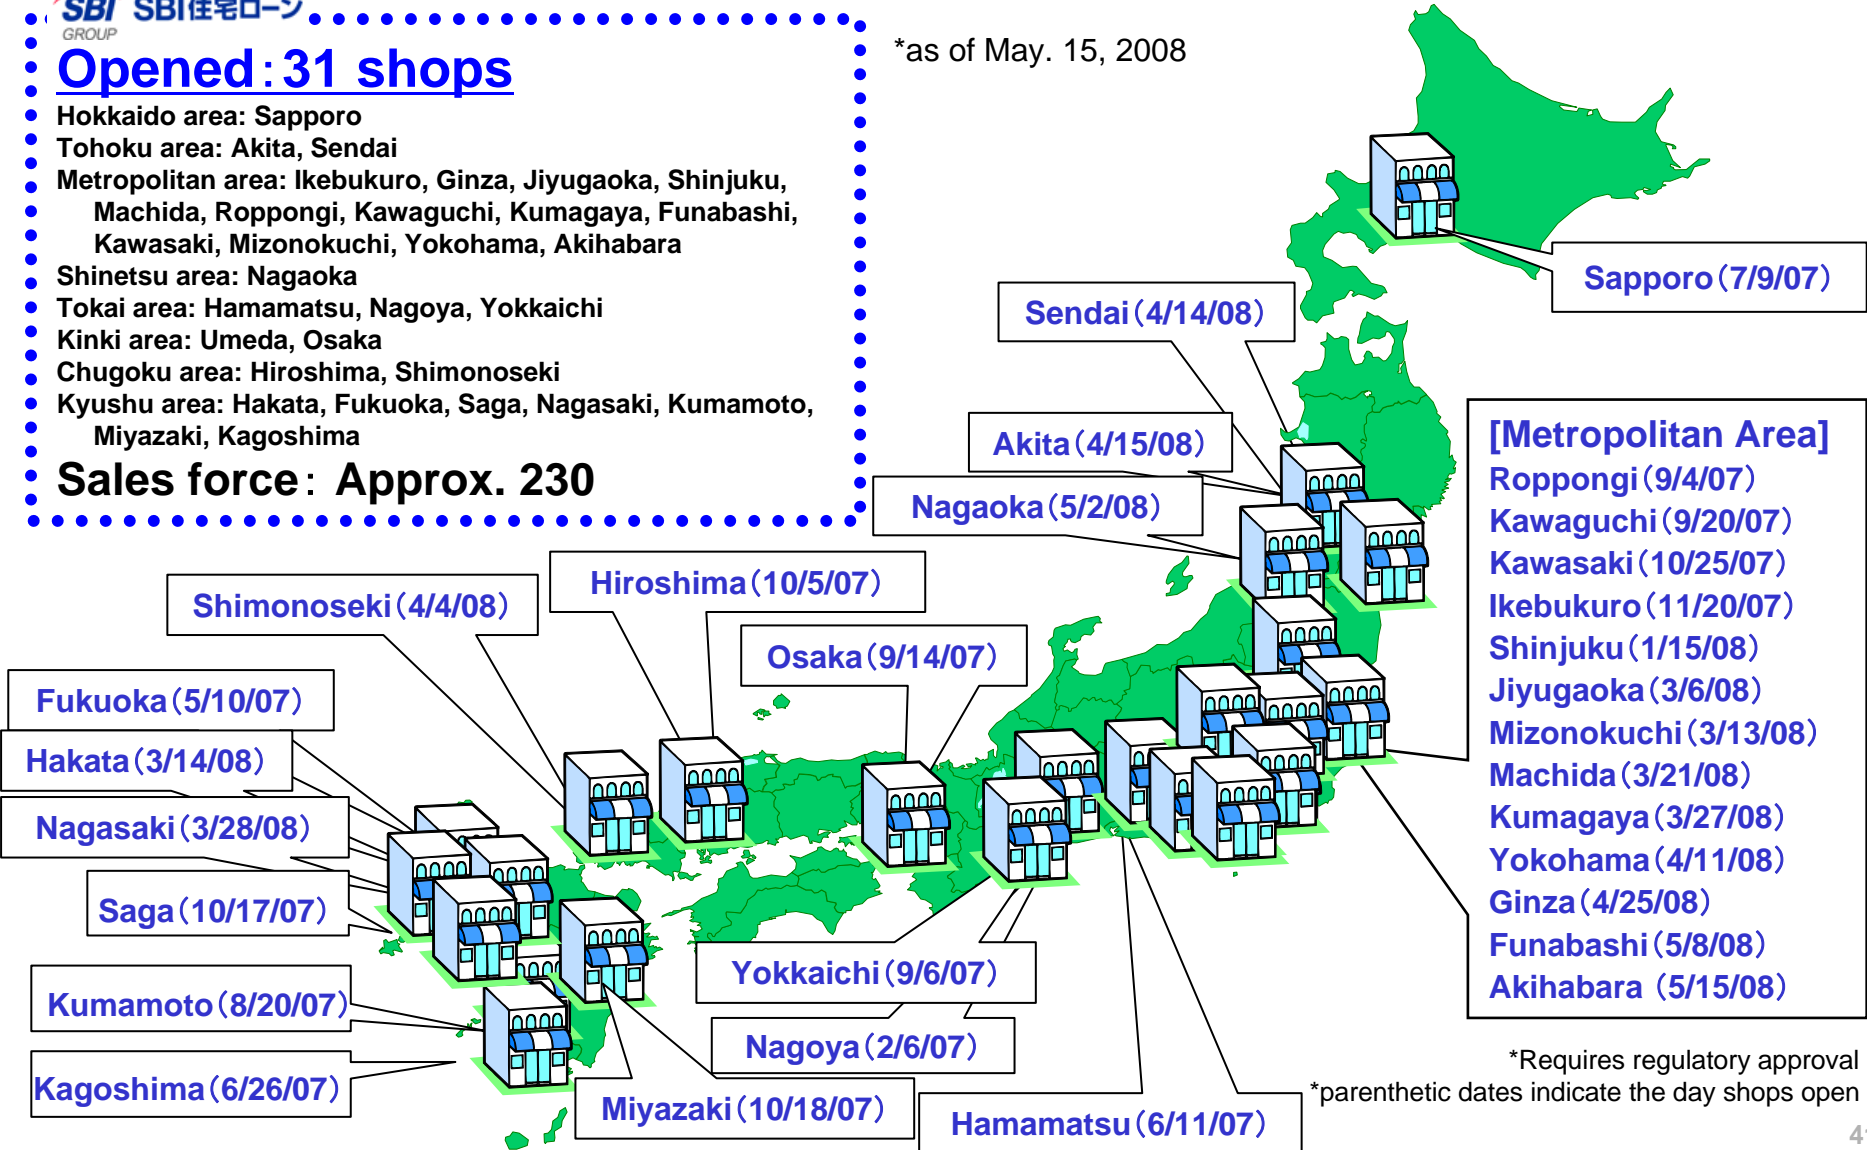 SBI SBI住宅ローン
GROUP
Opened：31 shops
*as of May. 15, 2008
Hokkaido area: Sapporo
Tohoku area: Akita, Sendai
Metropolitan area: Ikebukuro, Ginza, Jiyugaoka, Shinjuku,
Machida, Roppongi, Kawaguchi, Kumagaya, Funabashi,
Kawasaki, Mizonokuchi, Yokohama, Akihabara
Shinetsu area: Nagaoka
Tokai area: Hamamatsu, Nagoya, Yokkaichi
Kinki area: Umeda, Osaka
Chugoku area: Hiroshima, Shimonoseki
Kyushu area: Hakata, Fukuoka, Saga, Nagasaki, Kumamoto,
Miyazaki, Kagoshima
Sales force： Approx. 230
Sapporo（7/9/07）
Sendai（4/14/08）
Akita（4/15/08）
Nagaoka（5/2/08）
Hiroshima（10/5/07）
Shimonoseki（4/4/08）
Osaka（9/14/07）
Fukuoka（5/10/07）
Hakata（3/14/08）
Nagasaki（3/28/08）
Saga（10/17/07）
Kumamoto（8/20/07）
Kagoshima（6/26/07）
Yokkaichi（9/6/07）
Nagoya（2/6/07）
Miyazaki（10/18/07）
Hamamatsu（6/11/07）
[Metropolitan Area]
Roppongi（9/4/07）
Kawaguchi（9/20/07）
Kawasaki（10/25/07）
Ikebukuro（11/20/07）
Shinjuku（1/15/08）
Jiyugaoka（3/6/08）
Mizonokuchi（3/13/08）
Machida（3/21/08）
Kumagaya（3/27/08）
Yokohama（4/11/08）
Ginza（4/25/08）
Funabashi（5/8/08）
Akihabara （5/15/08）
*Requires regulatory approval
*parenthetic dates indicate the day shops open